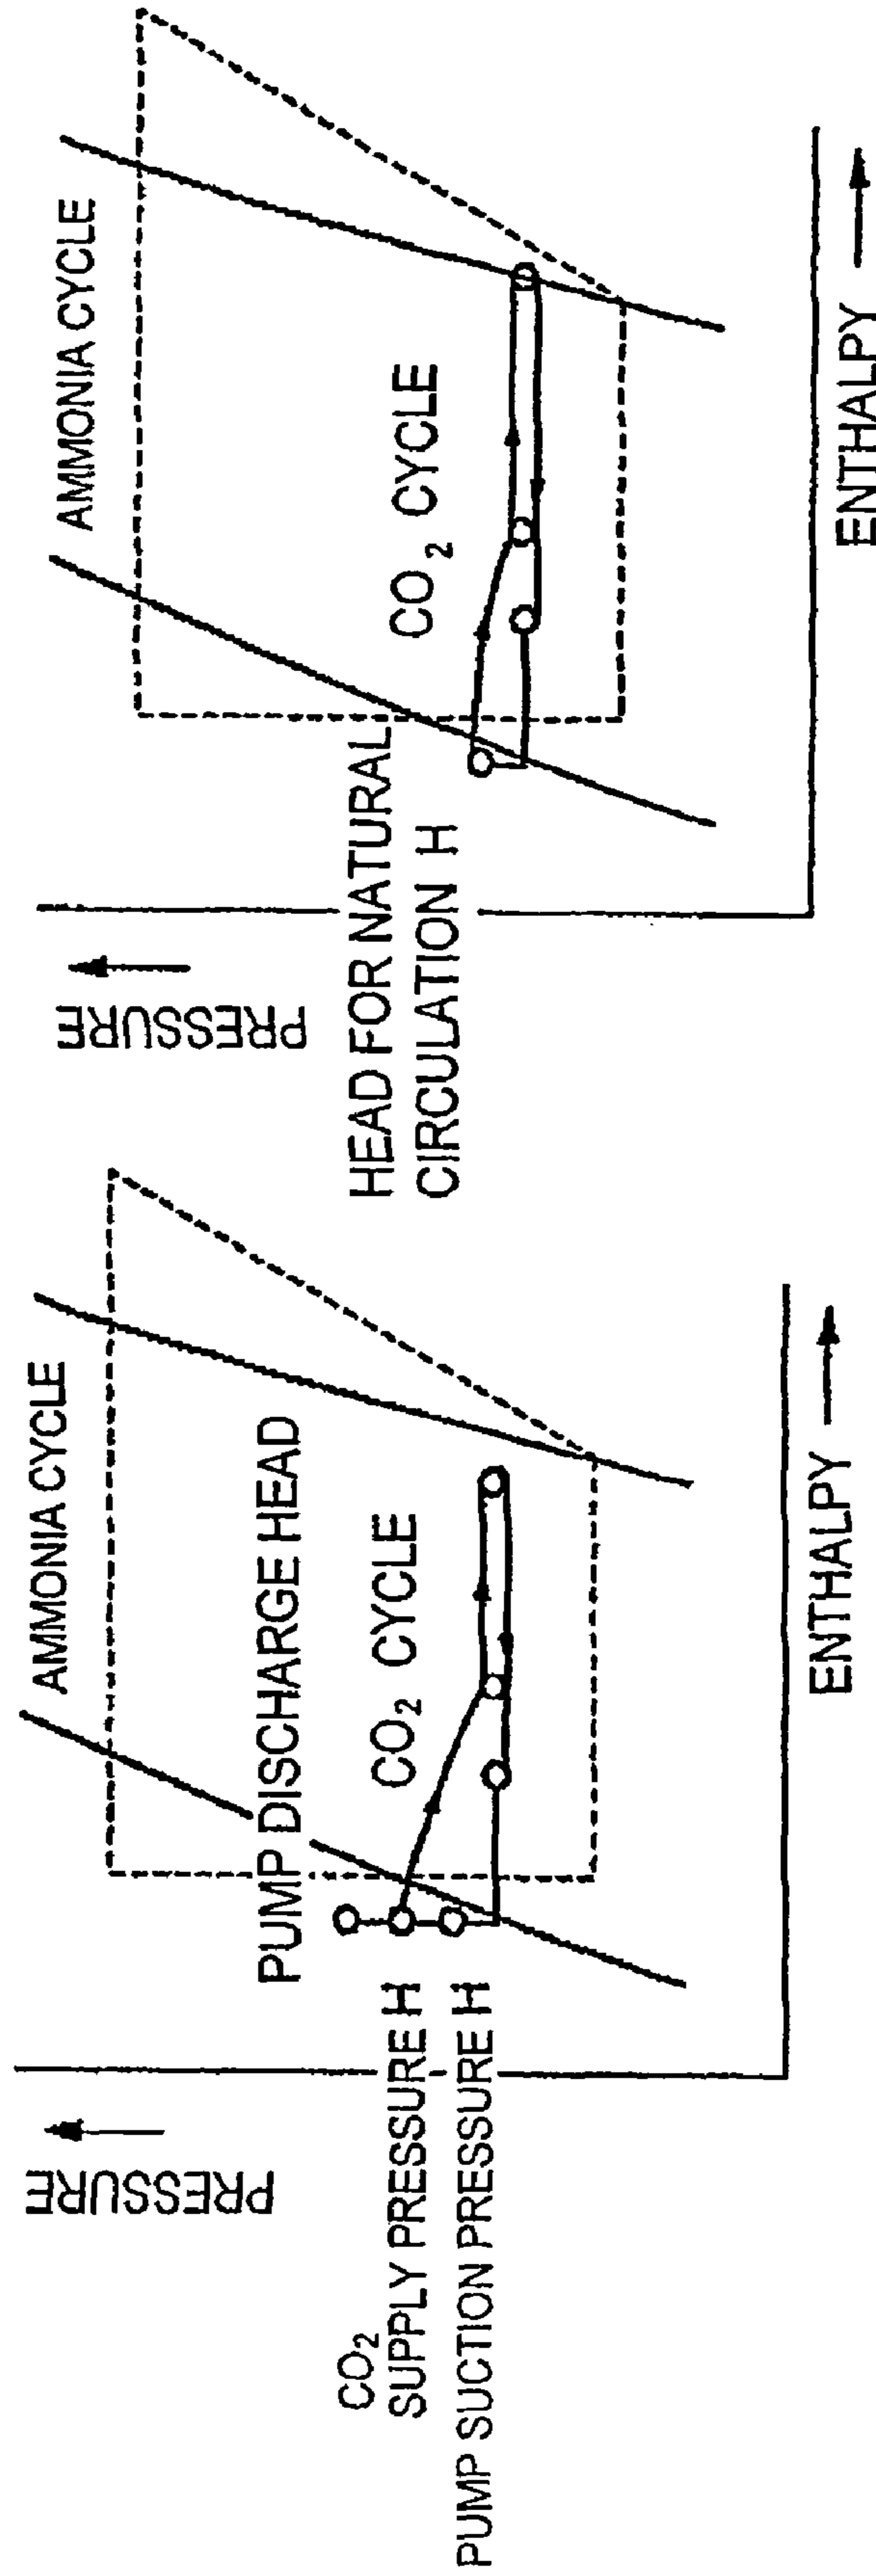 AMMONIA CYCLE
PUMP DISCHARGE HEAD
CO₂ CYCLE
PRESSURE
CO₂
SUPPLY PRESSURE H
PUMP SUCTION PRESSURE H
ENTHALPY
AMMONIA CYCLE
CO₂ CYCLE
PRESSURE
HEAD FOR NATURAL
CIRCULATION H
ENTHALPY